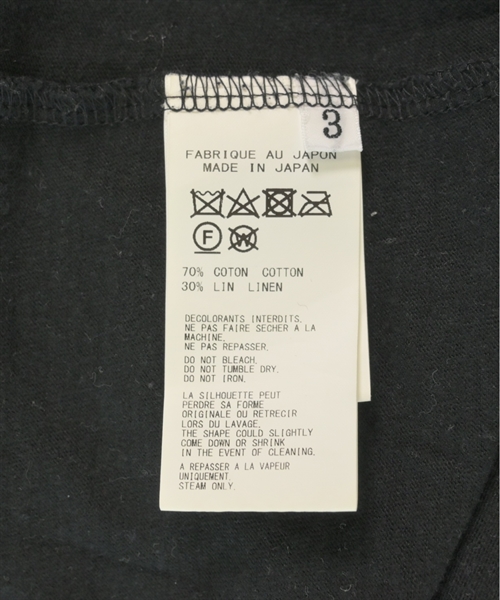 3
FABRIQUE AU JAPON
MADE IN JAPAN
F W
70% COTON COTTON
30% LIN LINEN
DECOLORANTS INTERDITS.
NE PAS FAIRE SECHER A LA
MACHINE.
NE PAS REPASSER.
DO NOT BLEACH.
DO NOT TUMBLE DRY.
DO NOT IRON.
LA SILHOUETTE PEUT
PERDRE SA FORME
ORIGINALE OU RETRECIR
LORS DU LAVAGE.
THE SHAPE COULD SLIGHTLY
COME DOWN OR SHRINK
IN THE EVENT OF CLEANING.
A REPASSER A LA VAPEUR
UNIQUEMENT.
STEAM ONLY.